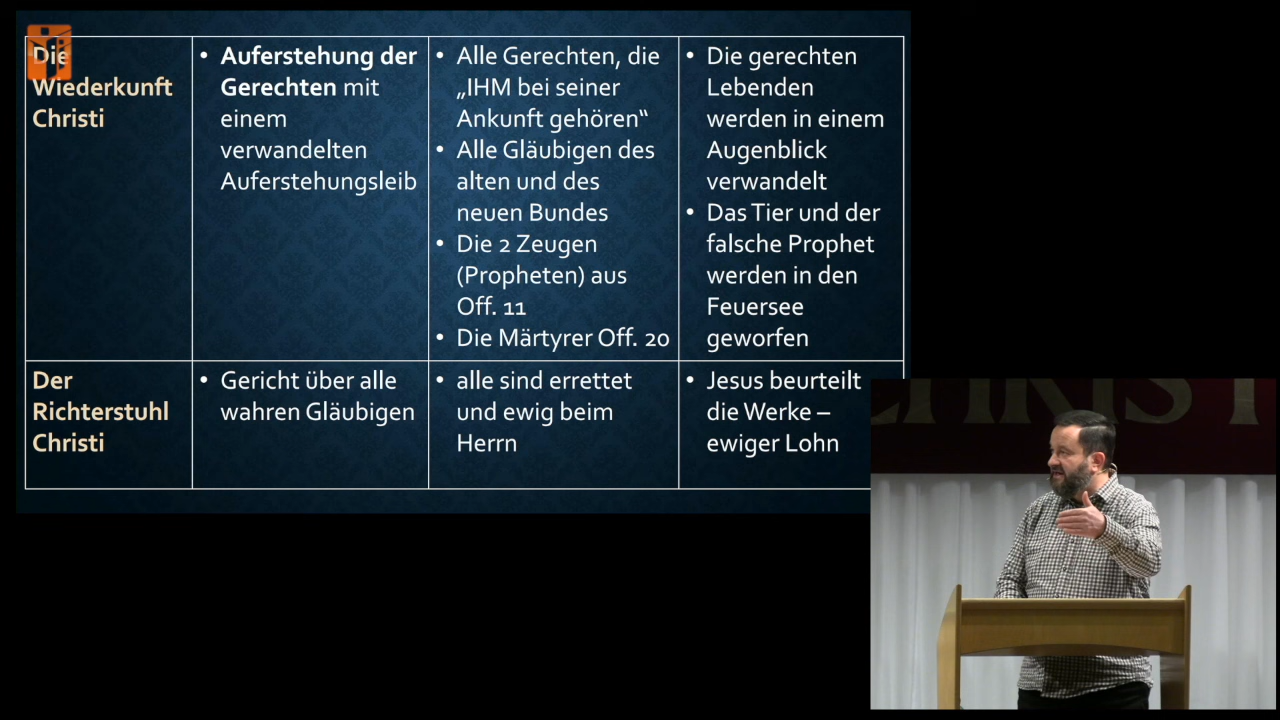 Die
Wiederkunft
Christi
• Auferstehung der
Gerechten mit
einem
verwandelten
Auferstehungsleib
• Alle Gerechten, die
„IHM bei seiner
Ankunft gehören“
• Alle Gläubigen des
alten und des
neuen Bundes
• Die 2 Zeugen
(Propheten) aus
Off. 11
• Die Märtyrer Off. 20
• Die gerechten
Lebenden
werden in einem
Augenblick
verwandelt
• Das Tier und der
falsche Prophet
werden in den
Feuersee
geworfen
Der
Richterstuhl
Christi
• Gericht über alle
wahren Gläubigen
• alle sind errettet
und ewig beim
Herrn
• Jesus beurteilt
die Werke –
ewiger Lohn